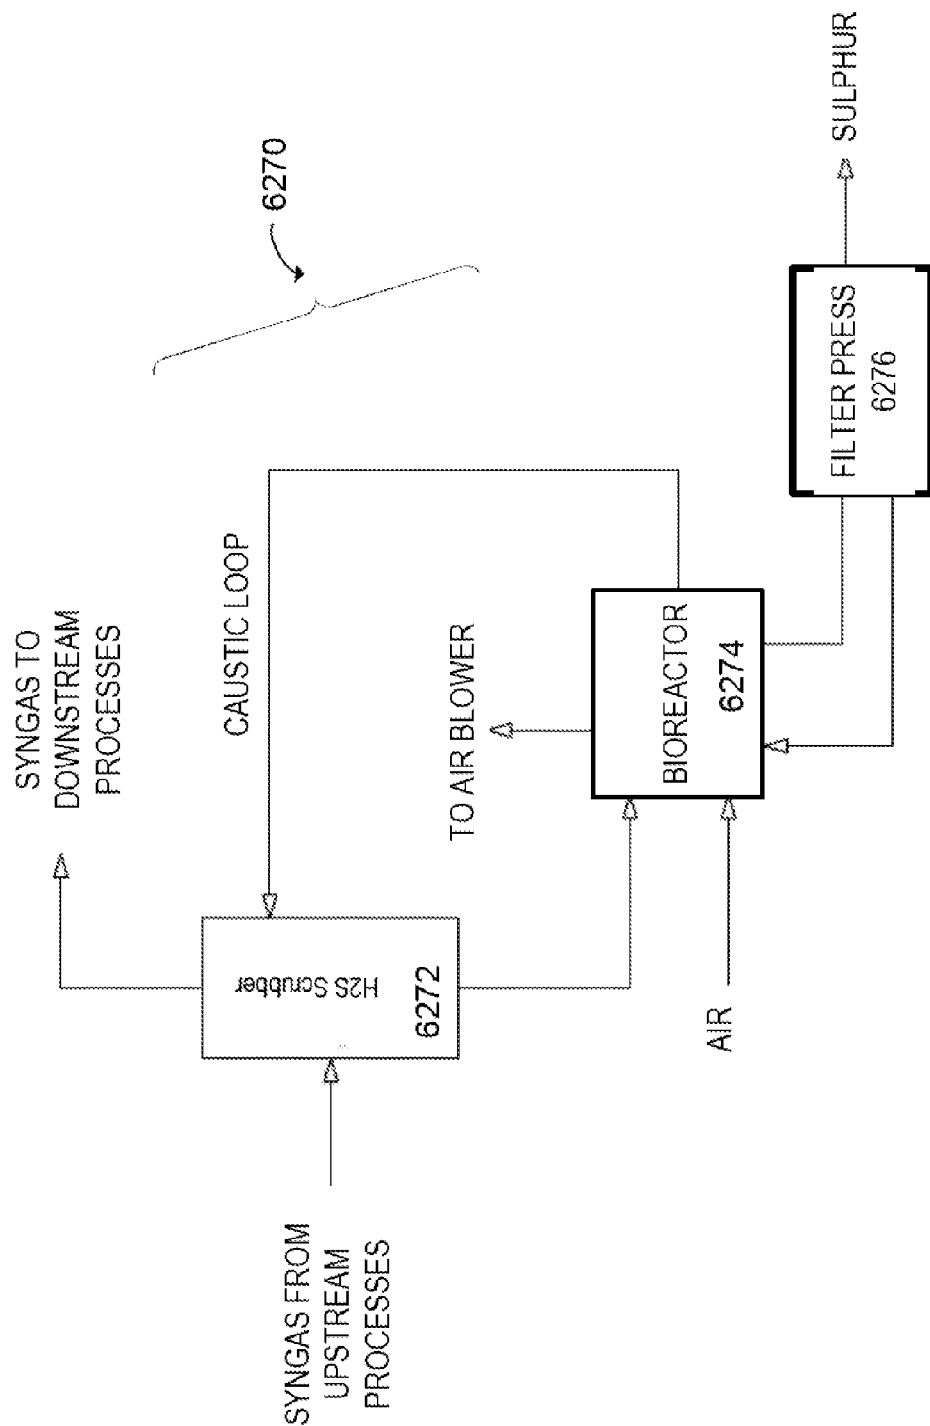 SYNGAS TO
DOWNSTREAM
PROCESSES
6270
CAUSTIC LOOP
H2S Scrubber
6272
SYNGAS FROM
UPSTREAM
PROCESSES
TO AIR BLOWER
BIOREACTOR
6274
AIR
FILTER PRESS
6276
SULPHUR